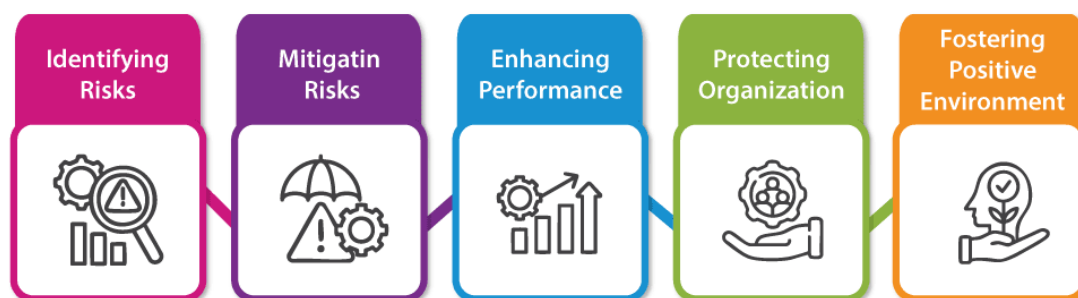 Identifying
Risks
Mitigatin
Risks
Enhancing
Performance
Protecting
Organization
Fostering
Positive
Environment